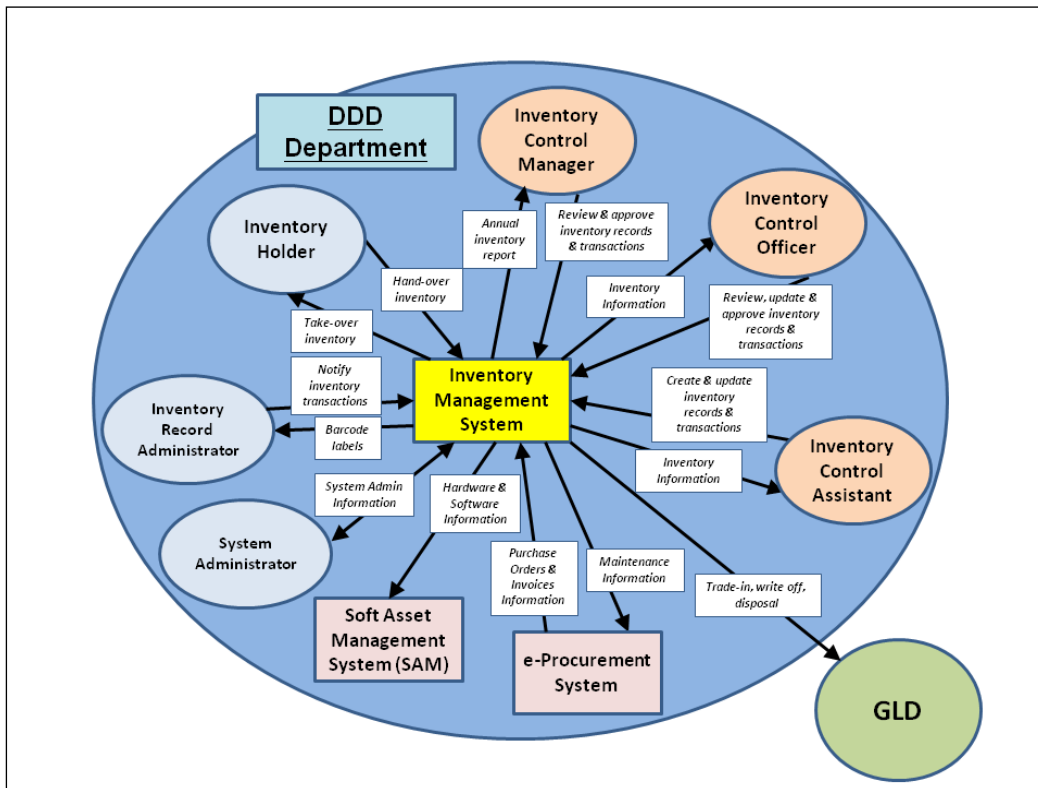 DDD
Department
Inventory
Control
Manager
Inventory
Control
Officer
Inventory
Holder
Annual
inventory
report
Review & approve
inventory records
& transactions
Hand-over
inventory
Inventory
Information
Review, update &
approve inventory
records &
transactions
Take-over
inventory
Notify
inventory
transactions
Inventory
Management
System
Create & update
inventory
records &
transactions
Inventory
Record
Administrator
Barcode
labels
Inventory
Information
Inventory
Control
Assistant
System Admin
Information
Hardware &
Software
Information
System
Administrator
Purchase
Orders &
Invoices
Information
Maintenance
Information
Trade-in, write off,
disposal
Soft Asset
Management
System (SAM)
e-Procurement
System
GLD